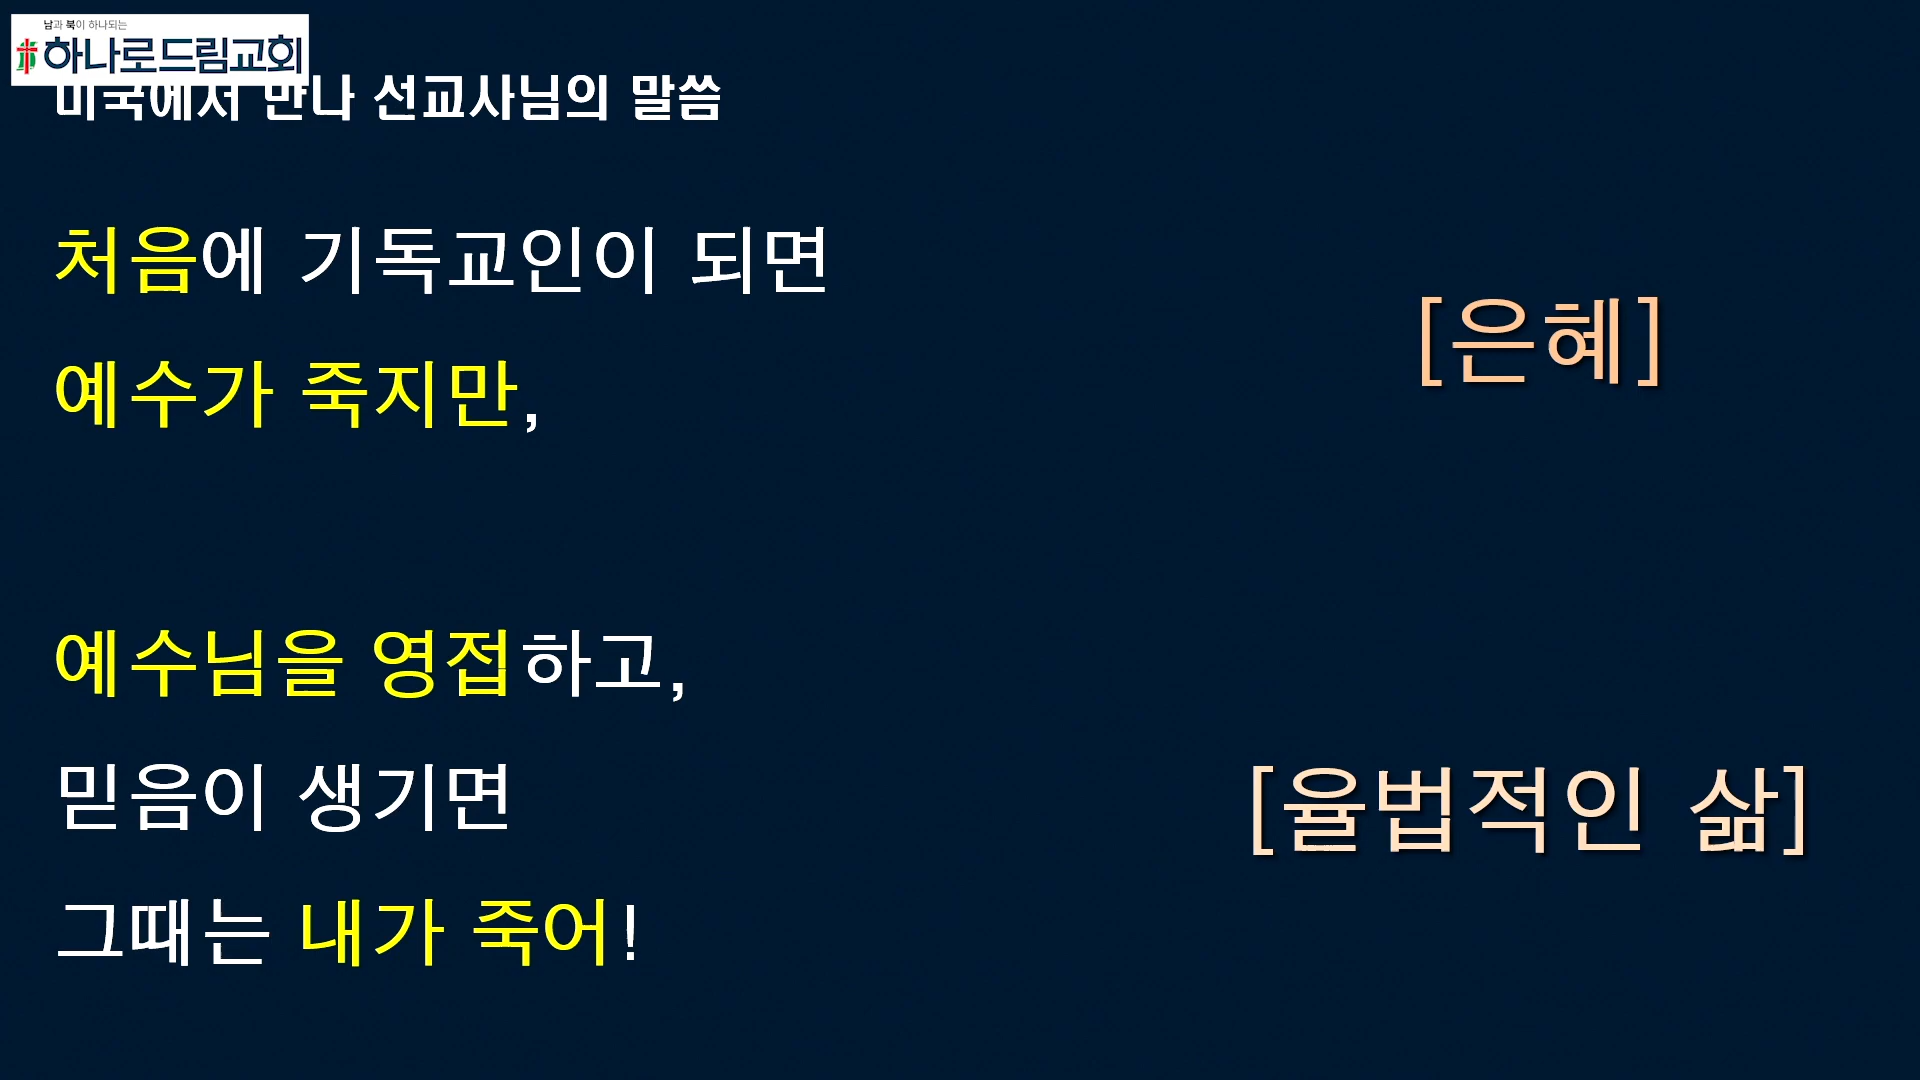 남과 북이 하나되는
하나로드림교회
미국에서 만나 선교사님의 말씀
처음에 기독교인이 되면
예수가 죽지만,
[은혜]
예수님을 영접하고,
믿음이 생기면
그때는 내가 죽어!
[율법적인 삶]